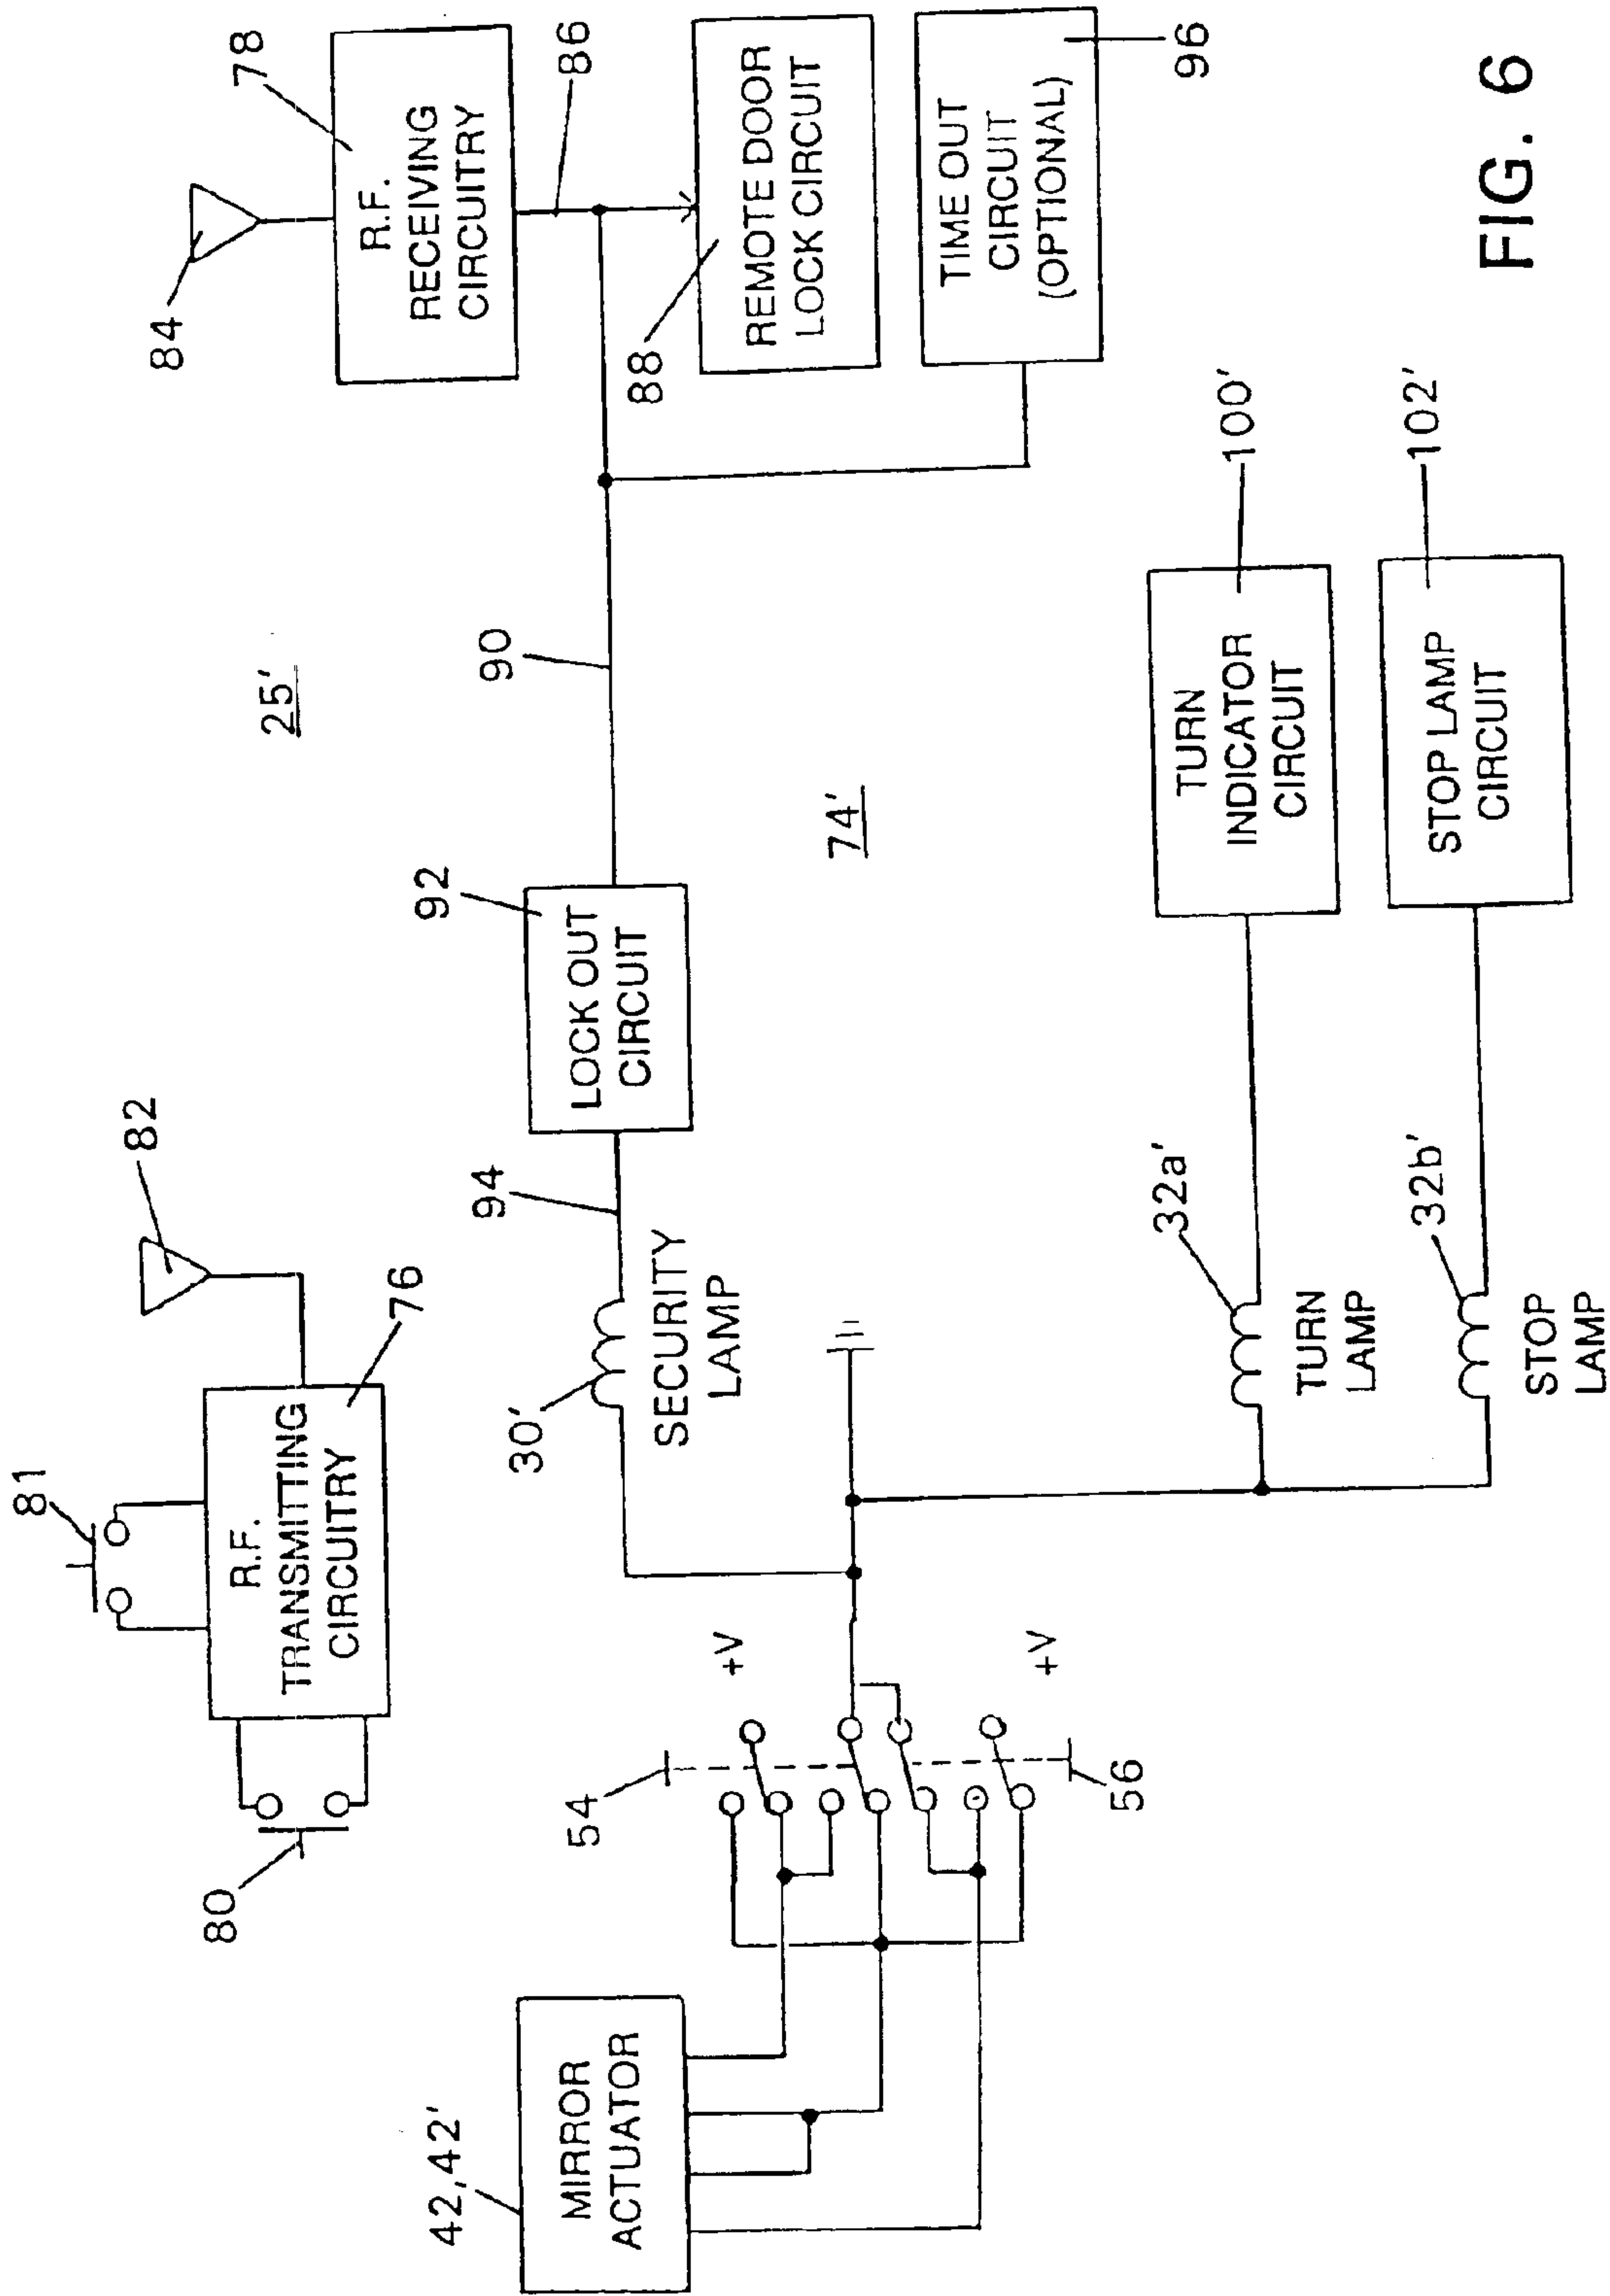 80
81
82
R.F.
TRANSMITTING
CIRCUITRY
76
25'
84
78
R.F.
RECEIVING
CIRCUITRY
86
88
REMOTE DOOR
LOCK CIRCUIT
TIME OUT
CIRCUIT
(OPTIONAL)
96
90
92
LOCK OUT
CIRCUIT
94
30'
SECURITY
LAMP
74'
42,42'
MIRROR
ACTUATOR
54
+V
56
+V
32a'
TURN
LAMP
TURN
INDICATOR
CIRCUIT
100'
32b'
STOP
LAMP
STOP LAMP
CIRCUIT
102'
FIG. 6